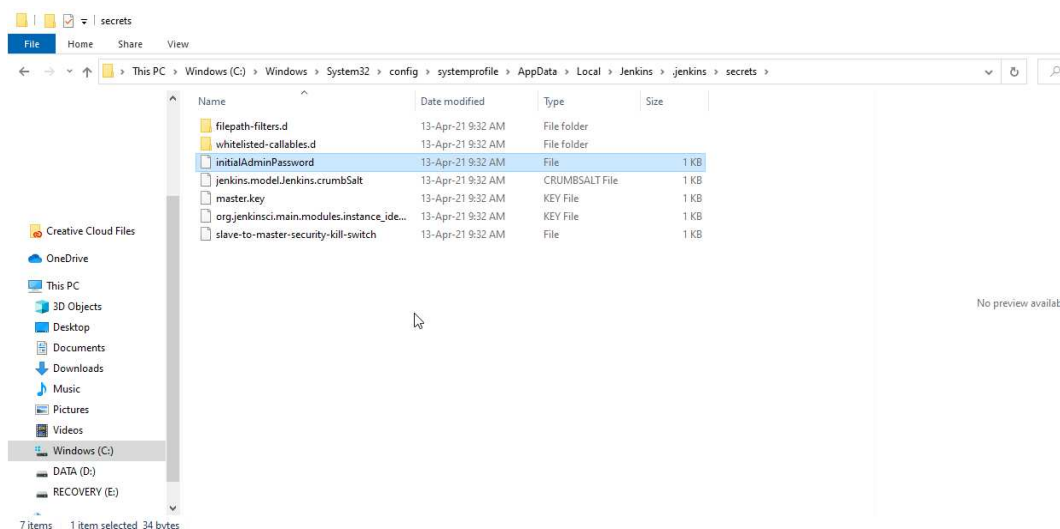 secrets
File Home Share View
This PC > Windows (C:) > Windows > System32 > config > systemprofile > AppData > Local > Jenkins > .jenkins > secrets >
Name Date modified Type Size
filepath-filters.d 13-Apr-21 9:32 AM File folder
whitelisted-callables.d 13-Apr-21 9:32 AM File folder
initialAdminPassword 13-Apr-21 9:32 AM File 1 KB
jenkins.model.Jenkins.crumbSalt 13-Apr-21 9:32 AM CRUMBSALT File 1 KB
master.key 13-Apr-21 9:32 AM KEY File 1 KB
org.jenkinsci.main.modules.instance_ide... 13-Apr-21 9:32 AM KEY File 1 KB
slave-to-master-security-kill-switch 13-Apr-21 9:32 AM File 1 KB
Creative Cloud Files
OneDrive
This PC
3D Objects
Desktop
Documents
Downloads
Music
Pictures
Videos
Windows (C:)
DATA (D:)
RECOVERY (E:)
No preview availab
7 items 1 item selected 34 bytes